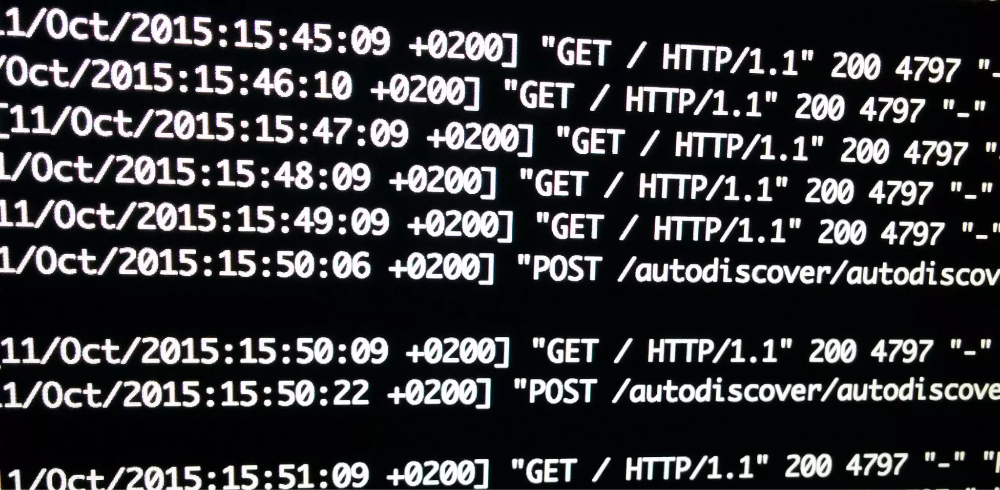 11/Oct/2015:15:45:09 +0200] "GET / HTTP/1.1" 200 4797 "-
/Oct/2015:15:46:10 +0200] "GET / HTTP/1.1" 200 4797 "-"
[11/Oct/2015:15:47:09 +0200] "GET / HTTP/1.1" 200 4797 "-
1/Oct/2015:15:48:09 +0200] "GET / HTTP/1.1" 200 4797 "-"
11/Oct/2015:15:49:09 +0200] "GET / HTTP/1.1" 200 4797 "-"
1/Oct/2015:15:50:06 +0200] "POST /autodiscover/autodiscov
11/Oct/2015:15:50:09 +0200] "GET / HTTP/1.1" 200 4797 "-"
11/Oct/2015:15:50:22 +0200] "POST /autodiscover/autodiscove
11/Oct/2015:15:51:09 +0200] "GET / HTTP/1.1" 200 4797 "-" "